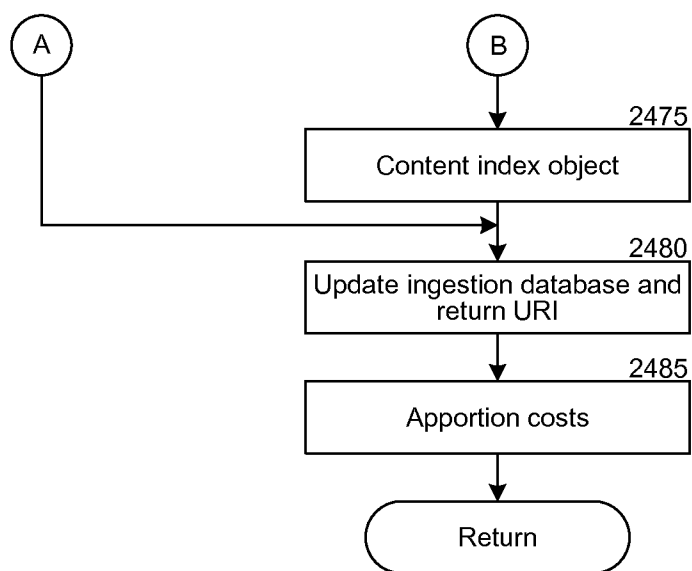 A
B
2475
Content index object
2480
Update ingestion database and
return URI
2485
Apportion costs
Return